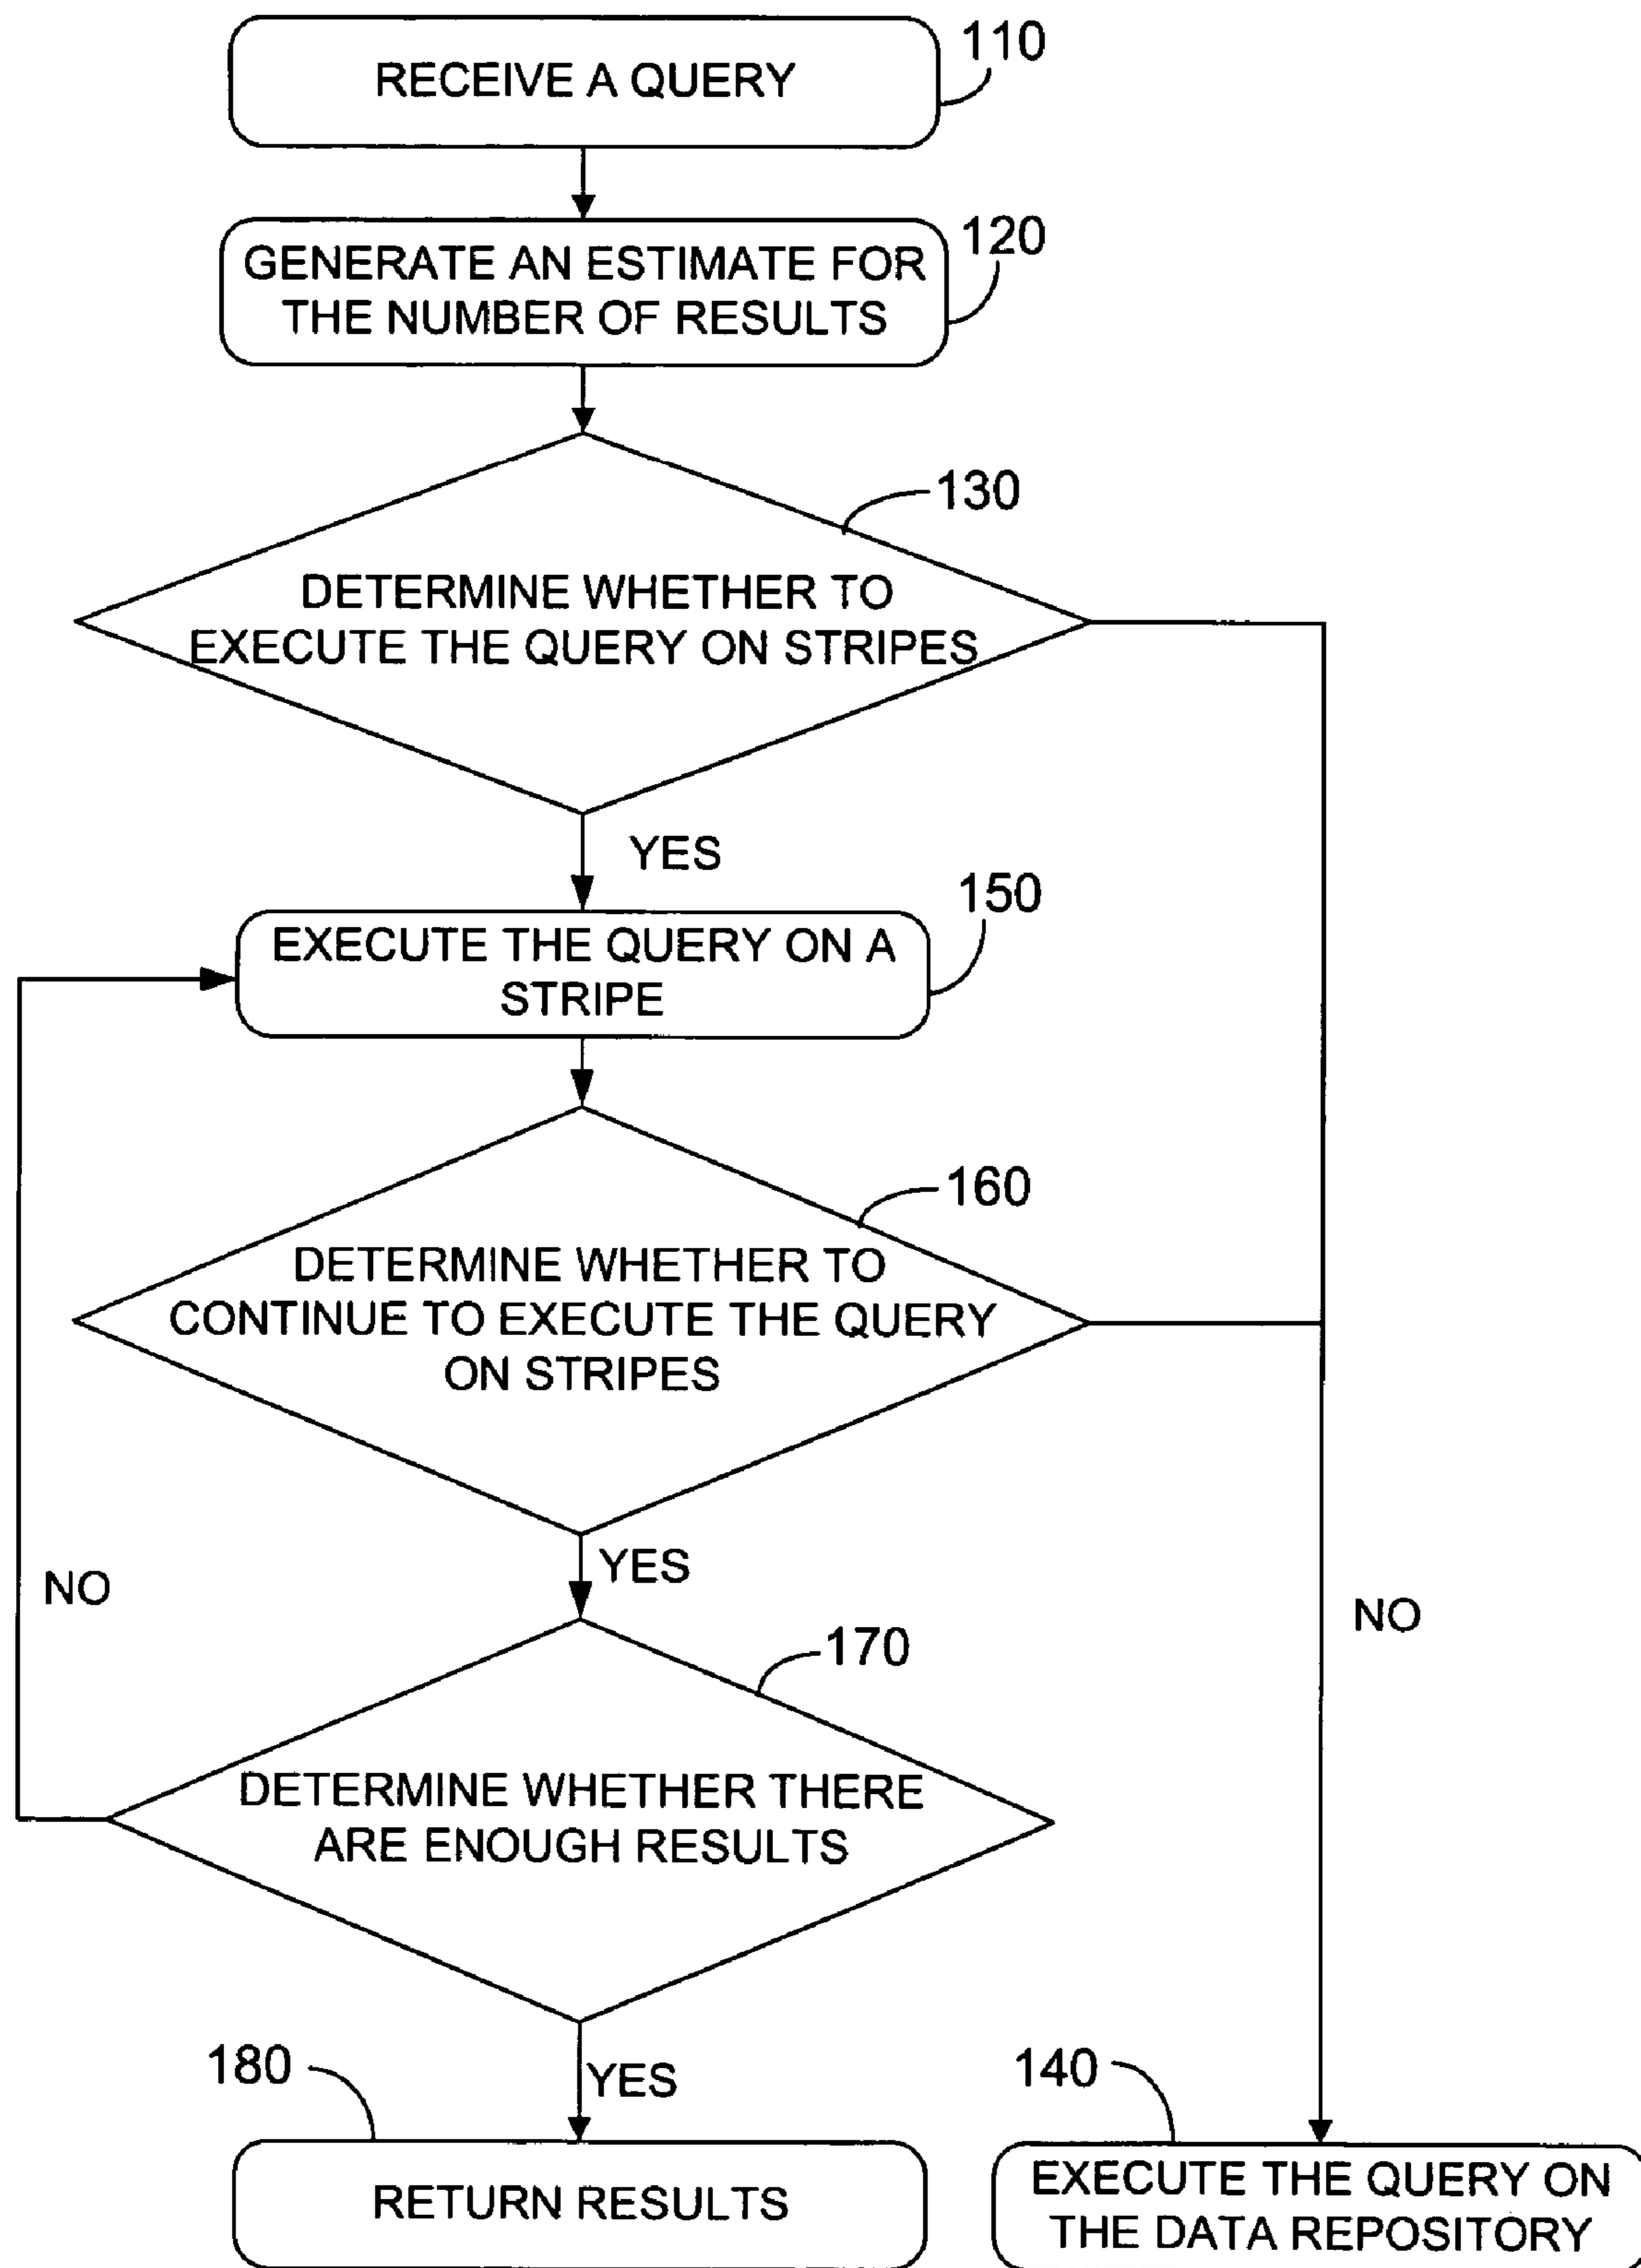 RECEIVE A QUERY
110
GENERATE AN ESTIMATE FOR
THE NUMBER OF RESULTS
120
130
DETERMINE WHETHER TO
EXECUTE THE QUERY ON STRIPES
YES
150
EXECUTE THE QUERY ON A
STRIPE
160
DETERMINE WHETHER TO
CONTINUE TO EXECUTE THE QUERY
ON STRIPES
YES
NO
NO
170
DETERMINE WHETHER THERE
ARE ENOUGH RESULTS
YES
180
RETURN RESULTS
140
EXECUTE THE QUERY ON
THE DATA REPOSITORY